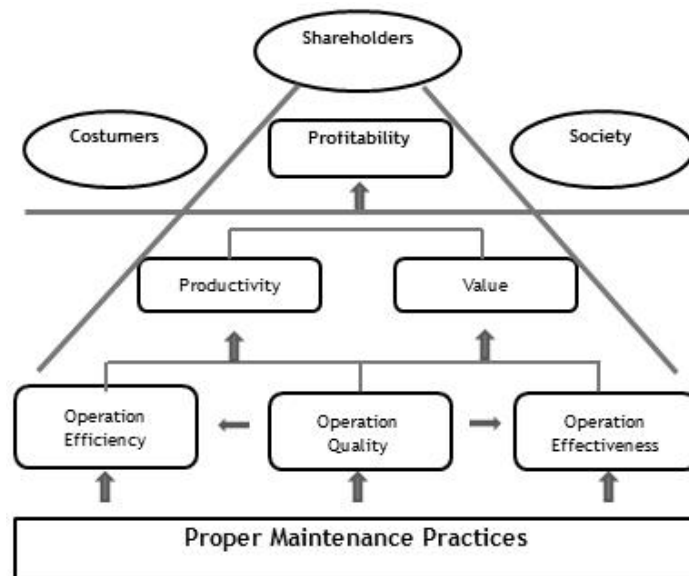 Shareholders
Costumers
Profitability
Society
Productivity
Value
Operation
Efficiency
Operation
Quality
Operation
Effectiveness
Proper Maintenance Practices